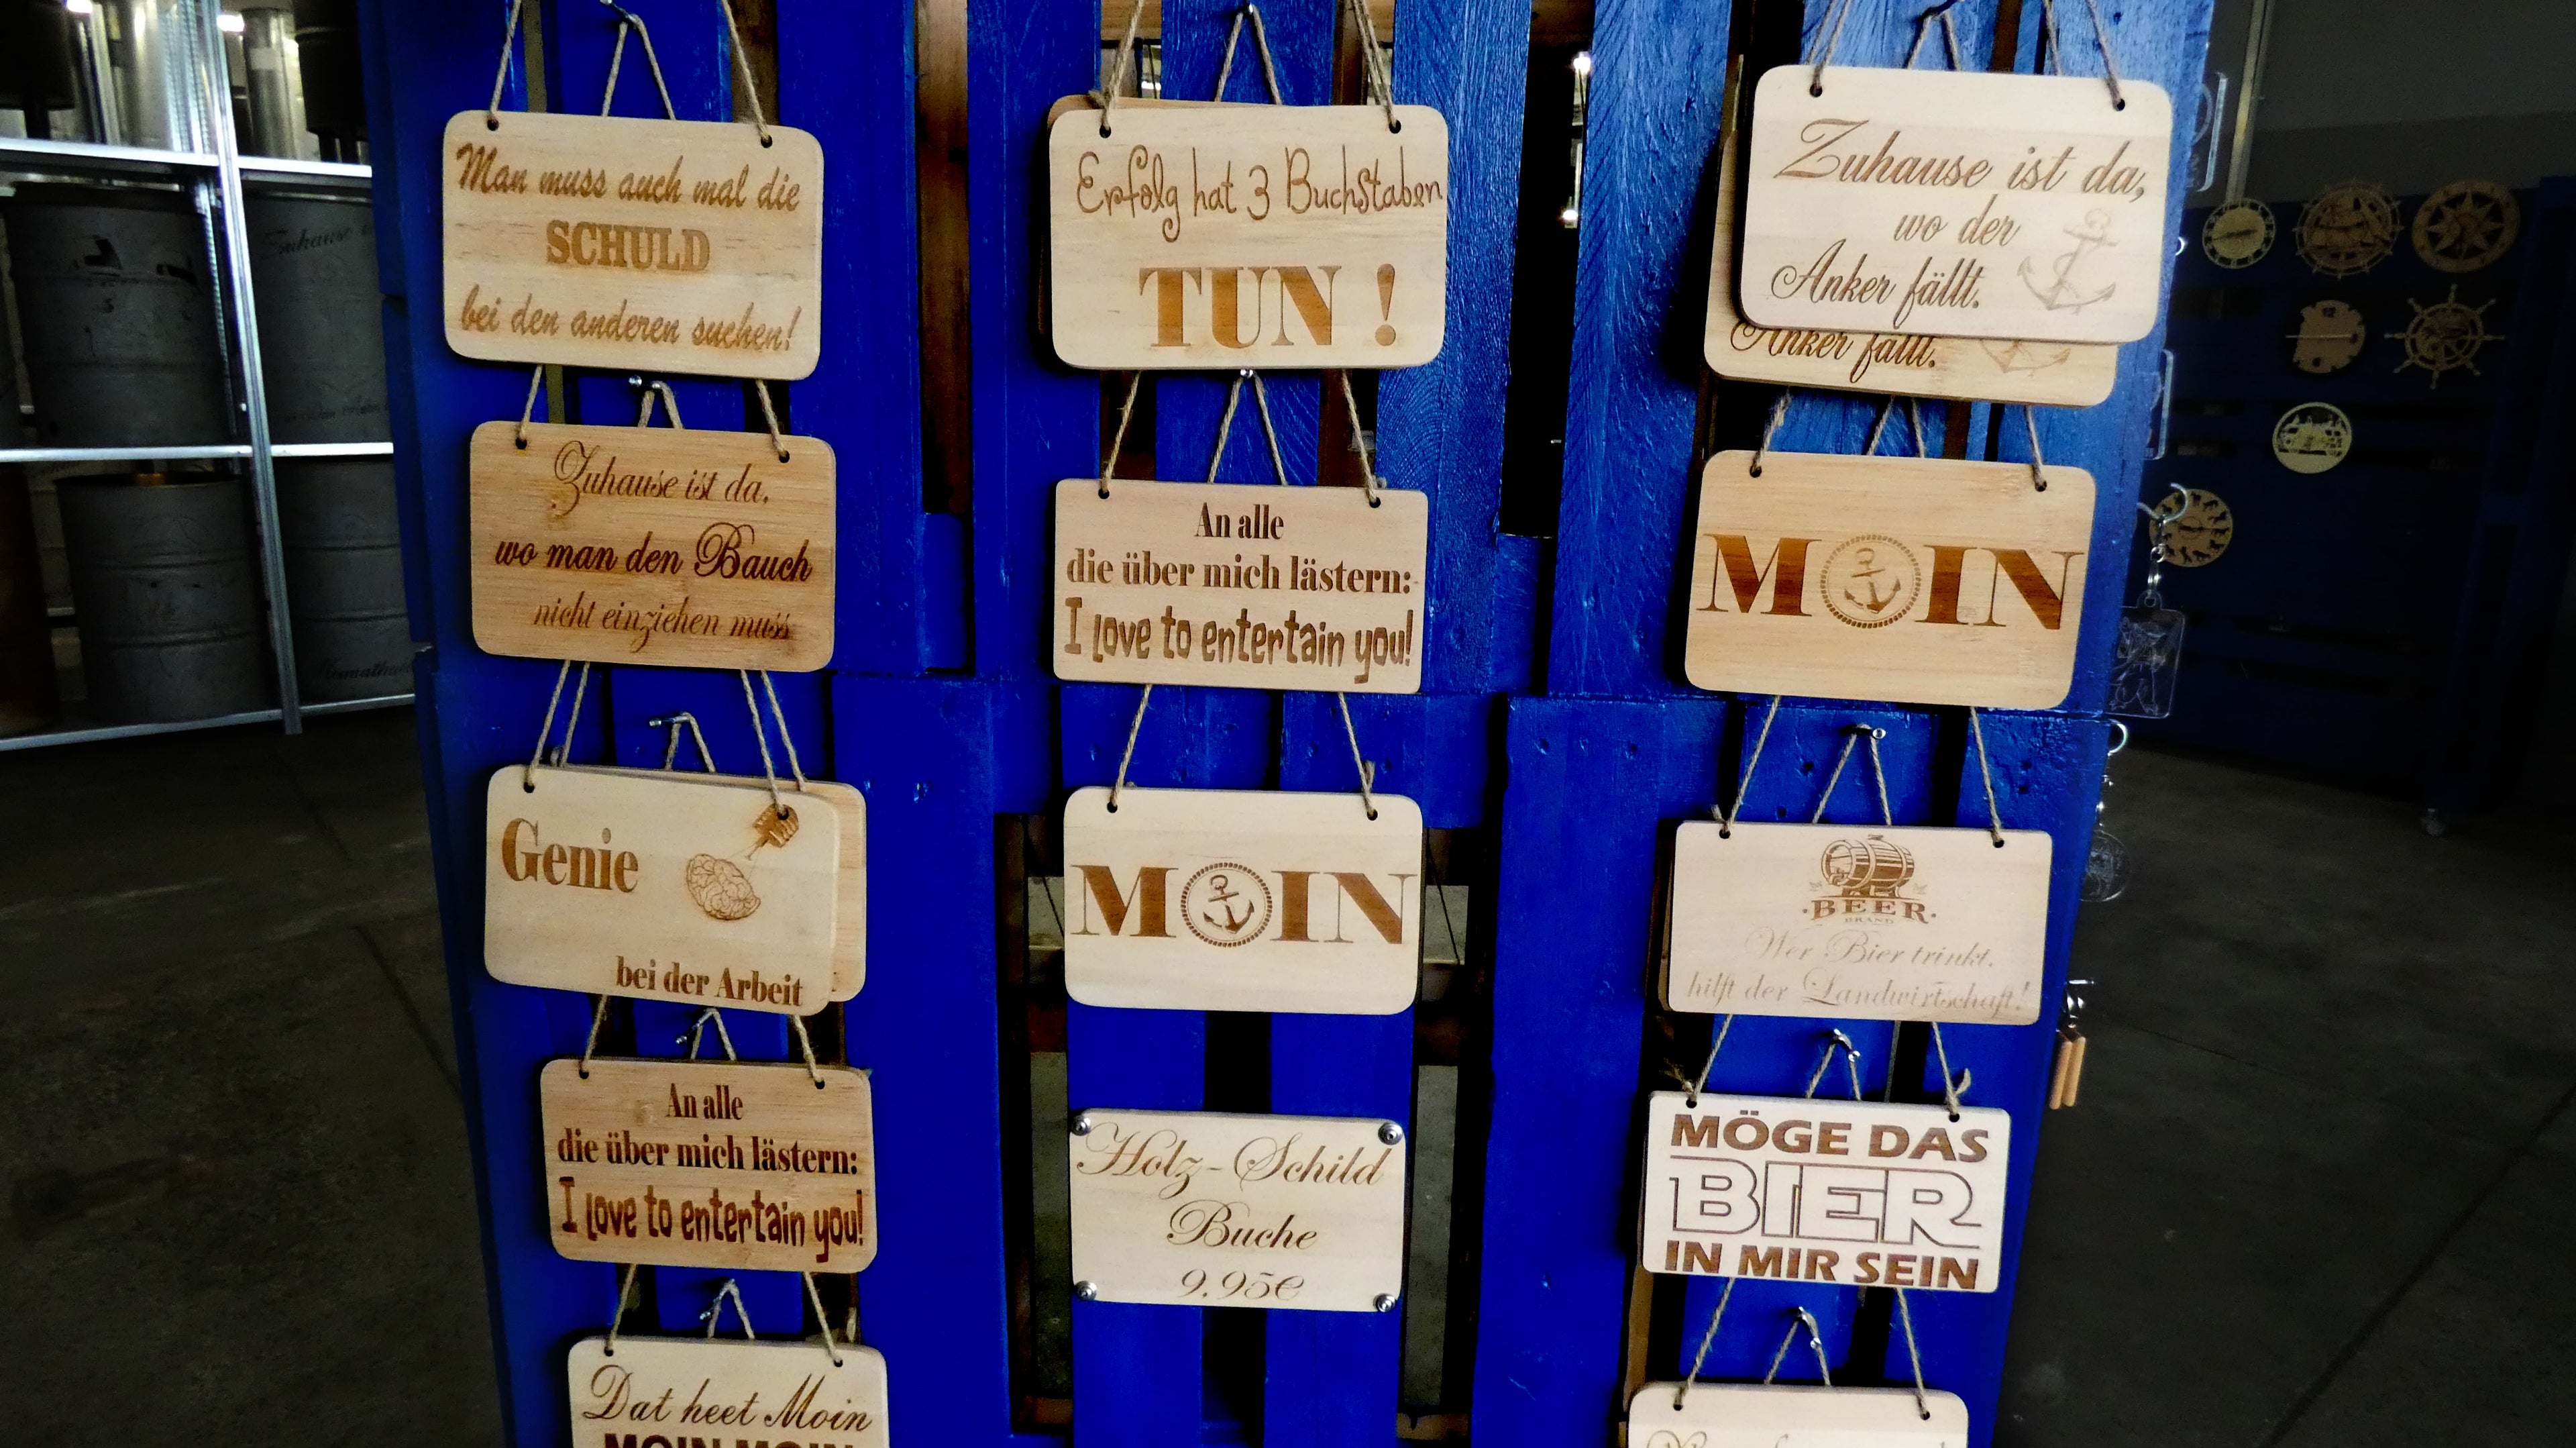 Man muss auch mal die
SCHULD
bei den anderen suchen!
Zuhause ist da,
wo man den Bauch
nicht einziehen muss
Genie
bei der Arbeit
An alle
die über mich lästern:
I love to entertain you!
Dat heet Moin
MOIN MOIN
Erfolg hat 3 Buchstaben
TUN !
An alle
die über mich lästern:
I love to entertain you!
MOIN
Holz-Schild
Buche
9.95€
Zuhause ist da,
wo der
Anker fällt.
Anker fällt.
MOIN
BEER
BRAND
Wer Bier trinkt,
hilft der Landwirtschaft!
MÖGE DAS
BIER
IN MIR SEIN
Zuhause